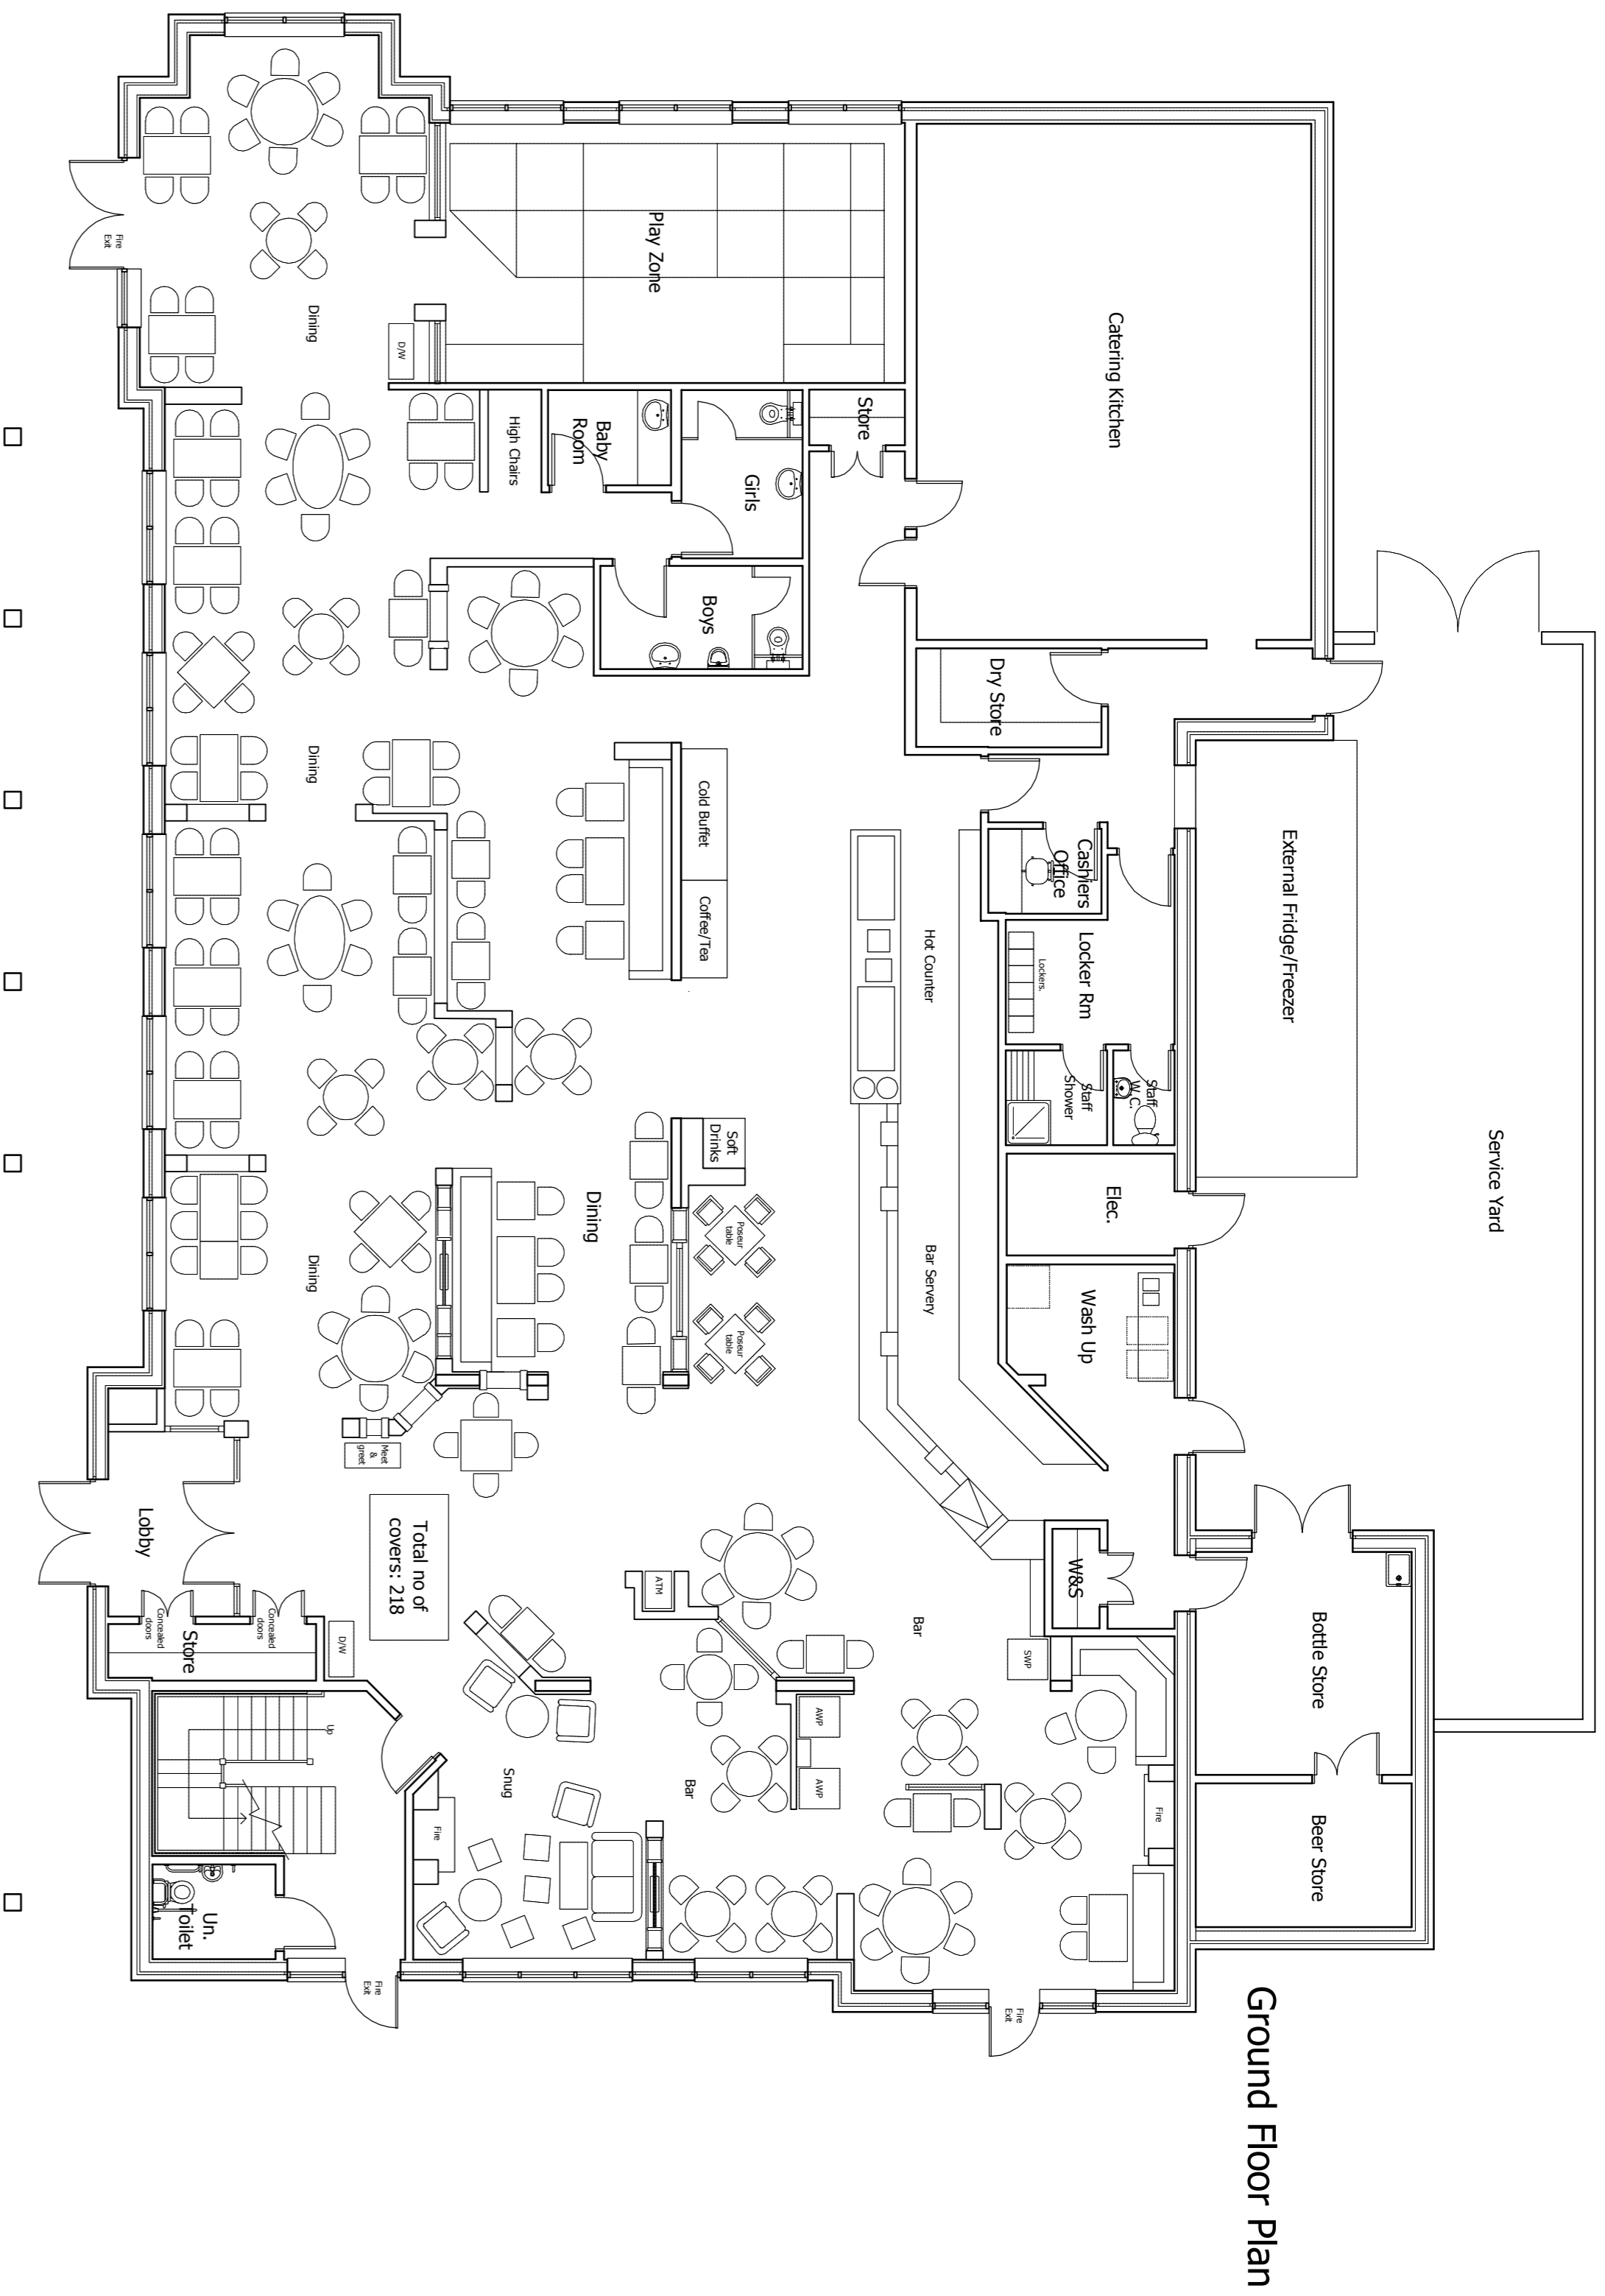 Ground Floor Plan
Service Yard
External Fridge/Freezer
Bottle Store
Beer Store
Catering Kitchen
Dry Store
Cashiers
Office
Locker Rm
Lockers.
Staff
Shower
Staff
W.C.
Elec.
Wash Up
W&S
Hot Counter
Bar Servery
Store
Play Zone
Girls
Boys
Baby
Room
High Chairs
D/W
Cold Buffet
Coffee/Tea
Soft
Drinks
Poseur
table
Poseur
table
Bar
SWP
Fire
AWP
AWP
ATM
Bar
Dining
Dining
Dining
Dining
Meet
&
greet
Total no of
covers: 218
Snug
Fire
D/W
Lobby
Concealed
doors
Concealed
doors
Store
Up
Un.
Toilet
Fire
Exit
Fire
Exit
Fire
Exit